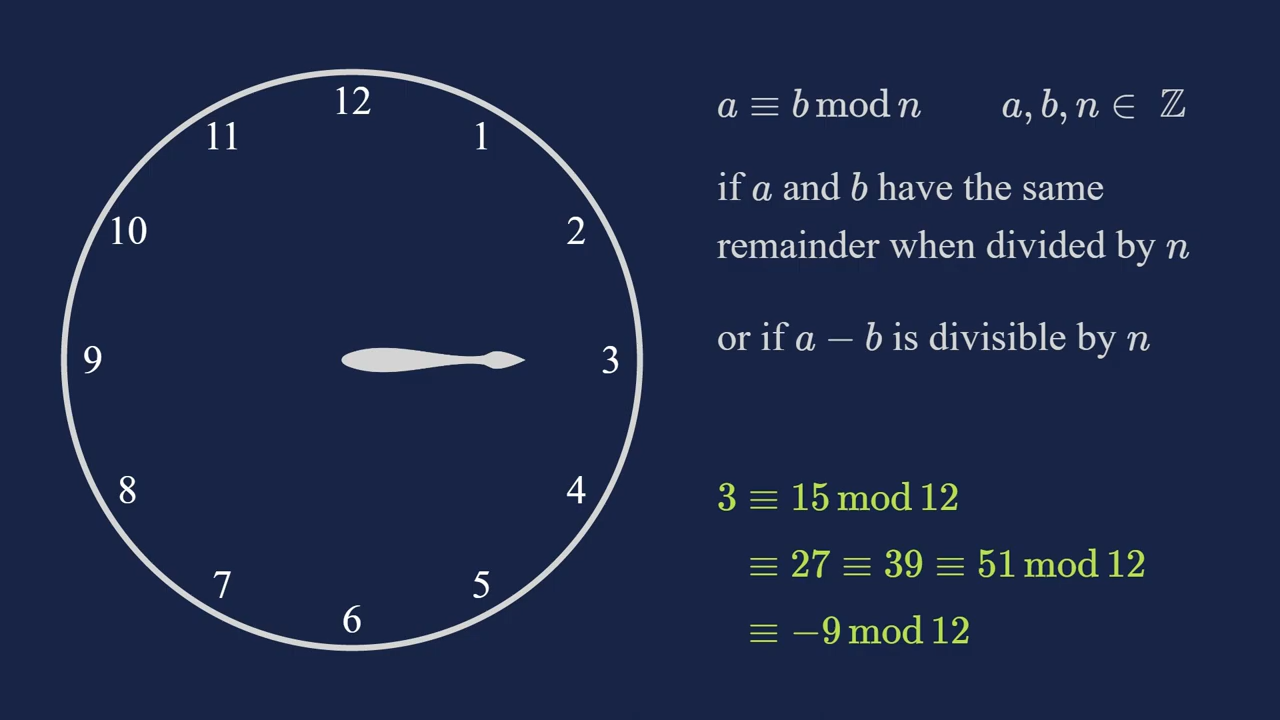 12
11
1
10
2
9
3
8
4
7
5
6
a ≡ b mod n a, b, n ∈ ℤ
if a and b have the same
remainder when divided by n
or if a − b is divisible by n
3 ≡ 15 mod 12
≡ 27 ≡ 39 ≡ 51 mod 12
≡ −9 mod 12